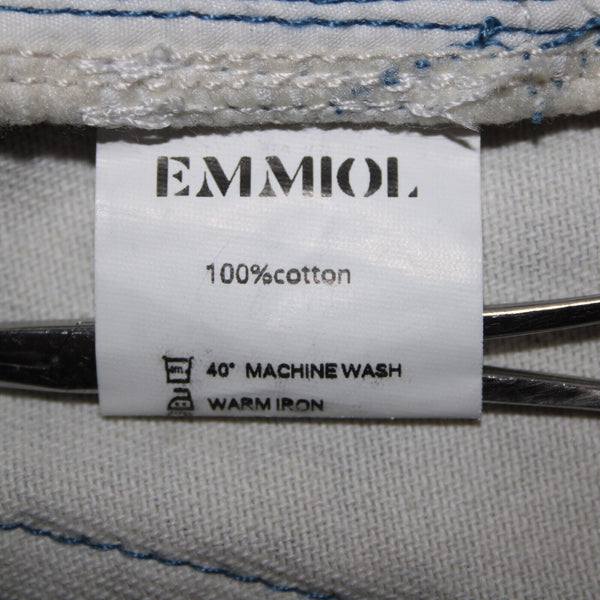 EMMIOL
100%cotton
40° MACHINE WASH
WARM IRON